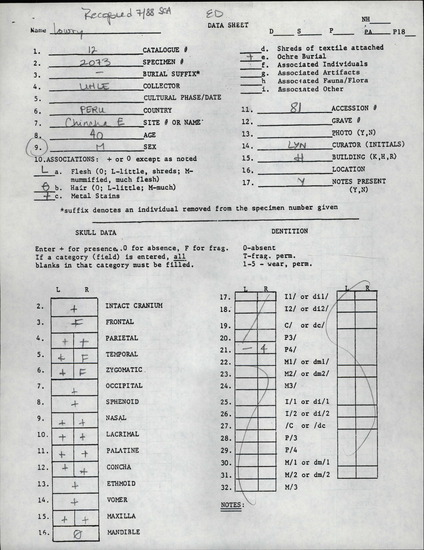 Recoged 7/88 SGA ED
DATA SHEET
NH
Name Lowry D S P PA P18
1. 12 CATALOGUE #
2. 2073 SPECIMEN #
3. — BURIAL SUFFIX*
4. UHLE COLLECTOR
5. CULTURAL PHASE/DATE
6. PERU COUNTRY
7. Chincha E SITE # OR NAME
8. 40 AGE
9. M SEX
10. ASSOCIATIONS: + or 0 except as noted
L a. Flesh (0; L-little, shreds; M-mummified, much flesh)
b. Hair (0; L-little; M-much)
+ c. Metal Stains
d. Shreds of textile attached
+ e. Ochre Burial
f. Associated Individuals
g. Associated Artifacts
h Associated Fauna/Flora
i. Associated Other
11. 81 ACCESSION #
12. GRAVE #
13. PHOTO (Y,N)
14. LYN CURATOR (INITIALS)
15. H BUILDING (K,H,R)
16. LOCATION
17. Y NOTES PRESENT (Y,N)
*suffix denotes an individual removed from the specimen number given
SKULL DATA
Enter + for presence, 0 for absence, F for frag.
If a category (field) is entered, all
blanks in that category must be filled.
L R
2. + INTACT CRANIUM
3. F FRONTAL
4. + + PARIETAL
5. + F TEMPORAL
6. + F ZYGOMATIC
7. + OCCIPITAL
8. + SPHENOID
9. + + NASAL
10. + + LACRIMAL
11. + + PALATINE
12. + + CONCHA
13. + ETHMOID
14. + VOMER
15. + + MAXILLA
16. 0 MANDIBLE
DENTITION
0-absent
T-frag. perm.
1-5 - wear, perm.
L R L R
17. I1/ or di1/
18. I2/ or di2/
19. C/ or dc/
20. P3/
21. — 4 P4/
22. M1/ or dm1/
23. M2/ or dm2/
24. M3/
25. I/1 or di/1
26. I/2 or di/2
27. /C or /dc
28. P/3
29. P/4
30. M/1 or dm/1
31. M/2 or dm/2
32. M/3
NOTES: